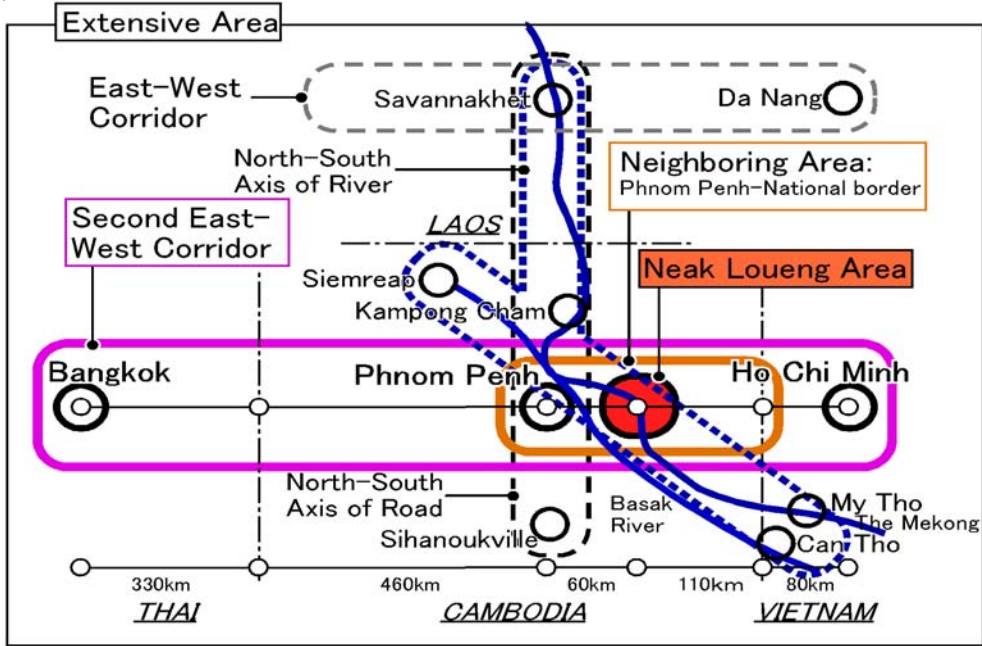 Extensive Area
East-West
Corridor
Savannakhet
Da Nang
North-South
Axis of River
Neighboring Area:
Phnom Penh-National border
Second East-
West Corridor
LAOS
Siemreap
Neak Loueng Area
Kampong Cham
Bangkok
Phnom Penh
Ho Chi Minh
North-South
Axis of Road
Basak
River
My Tho
The Mekong
Sihanoukville
Can Tho
330km
460km
60km
110km
80km
THAI
CAMBODIA
VIETNAM